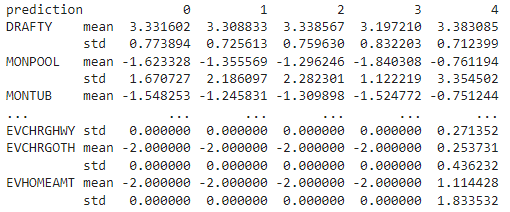 prediction 0 1 2 3 4
DRAFTY mean 3.331602 3.308833 3.338567 3.197210 3.383085
std 0.773894 0.725613 0.759630 0.832203 0.712399
MONPOOL mean -1.623328 -1.355569 -1.296246 -1.840308 -0.761194
std 1.670727 2.186097 2.282301 1.122219 3.354502
MONTUB mean -1.548253 -1.245831 -1.309898 -1.524772 -0.751244
... ... ... ... ... ...
EVCHRGHWY std 0.000000 0.000000 0.000000 0.000000 0.271352
EVCHRGOTH mean -2.000000 -2.000000 -2.000000 -2.000000 0.253731
std 0.000000 0.000000 0.000000 0.000000 0.436232
EVHOMEAMT mean -2.000000 -2.000000 -2.000000 -2.000000 1.114428
std 0.000000 0.000000 0.000000 0.000000 1.833532